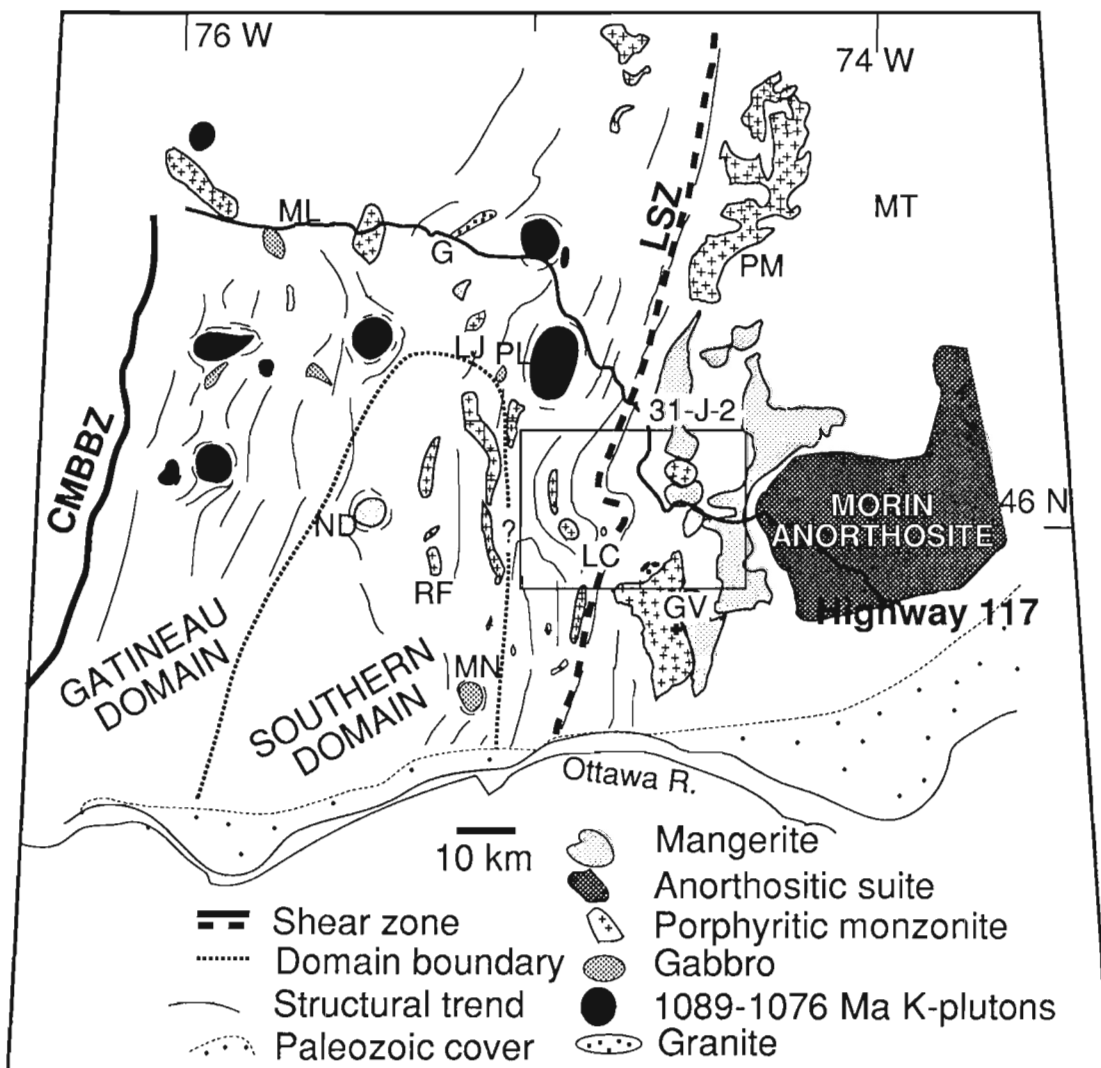 76 W
74 W
LSZ
MT
ML
G
PM
LJ
PL
31-J-2
CMBBZ
ND
?
46 N
MORIN
ANORTHOSITE
LC
RF
GV
Highway 117
GATINEAU
DOMAIN
SOUTHERN
DOMAIN
MN
Ottawa R.
10 km
Mangerite
Anorthositic suite
Shear zone
Porphyritic monzonite
Domain boundary
Gabbro
Structural trend
1089-1076 Ma K-plutons
Paleozoic cover
Granite